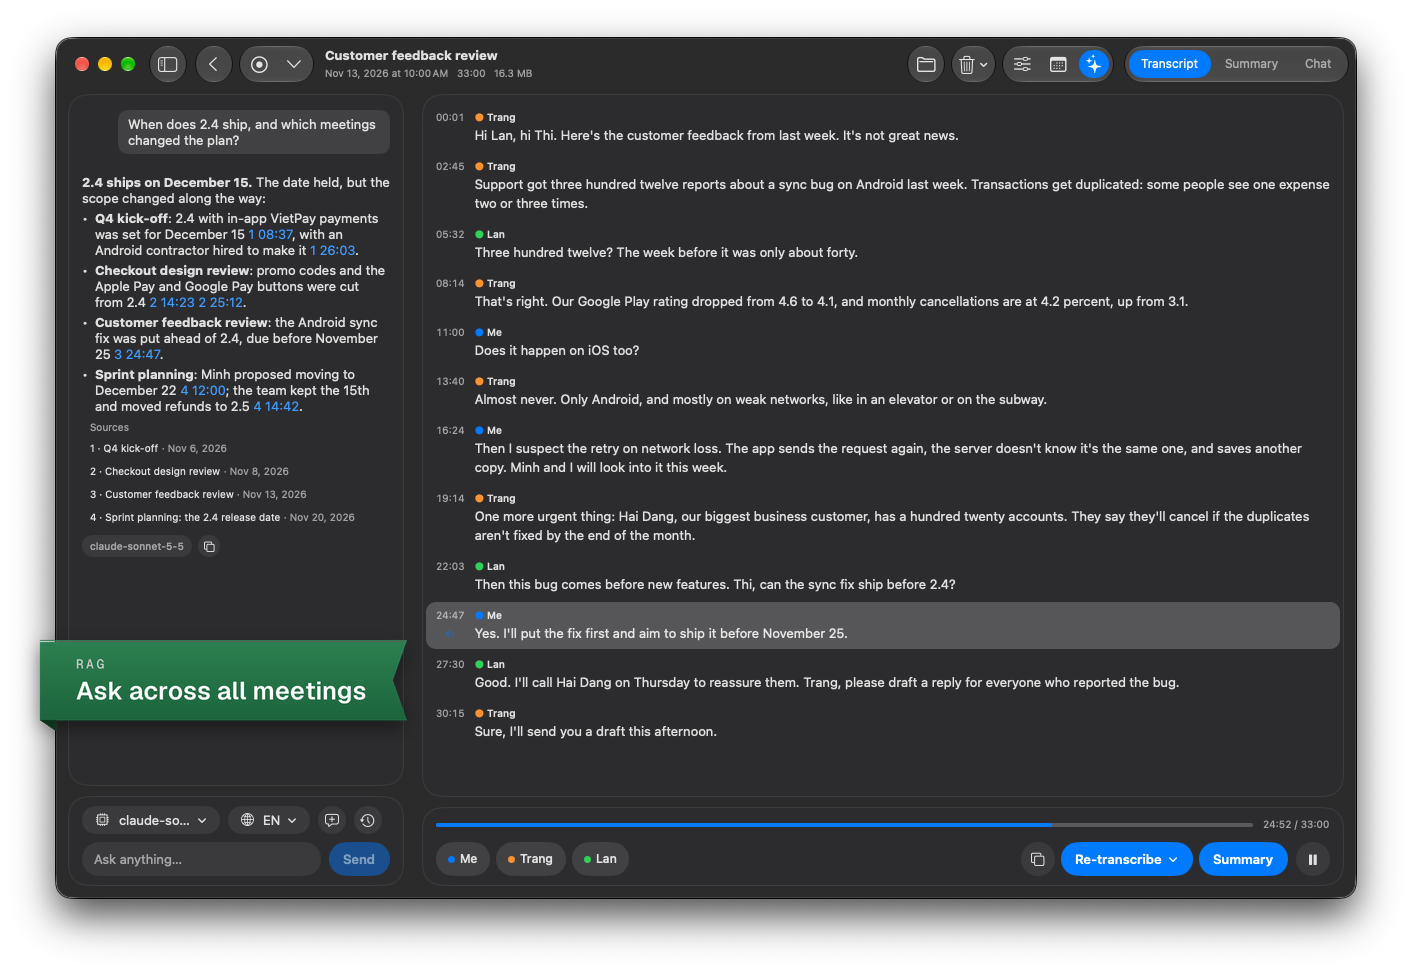 Customer feedback review
Nov 13, 2026 at 10:00 AM 33:00 16.3 MB
Transcript Summary Chat
When does 2.4 ship, and which meetings
changed the plan?
2.4 ships on December 15. The date held, but the
scope changed along the way:
• Q4 kick-off: 2.4 with in-app VietPay payments
was set for December 15 1 08:37, with an
Android contractor hired to make it 1 26:03.
• Checkout design review: promo codes and the
Apple Pay and Google Pay buttons were cut
from 2.4 2 14:23 2 25:12.
• Customer feedback review: the Android sync
fix was put ahead of 2.4, due before November
25 3 24:47.
• Sprint planning: Minh proposed moving to
December 22 4 12:00; the team kept the 15th
and moved refunds to 2.5 4 14:42.
Sources
1 · Q4 kick-off · Nov 6, 2026
2 · Checkout design review · Nov 8, 2026
3 · Customer feedback review · Nov 13, 2026
4 · Sprint planning: the 2.4 release date · Nov 20, 2026
claude-sonnet-5-5
RAG
Ask across all meetings
claude-so... EN
Ask anything... Send
00:01 Trang
Hi Lan, hi Thi. Here's the customer feedback from last week. It's not great news.
02:45 Trang
Support got three hundred twelve reports about a sync bug on Android last week. Transactions get duplicated: some people see one expense
two or three times.
05:32 Lan
Three hundred twelve? The week before it was only about forty.
08:14 Trang
That's right. Our Google Play rating dropped from 4.6 to 4.1, and monthly cancellations are at 4.2 percent, up from 3.1.
11:00 Me
Does it happen on iOS too?
13:40 Trang
Almost never. Only Android, and mostly on weak networks, like in an elevator or on the subway.
16:24 Me
Then I suspect the retry on network loss. The app sends the request again, the server doesn't know it's the same one, and saves another
copy. Minh and I will look into it this week.
19:14 Trang
One more urgent thing: Hai Dang, our biggest business customer, has a hundred twenty accounts. They say they'll cancel if the duplicates
aren't fixed by the end of the month.
22:03 Lan
Then this bug comes before new features. Thi, can the sync fix ship before 2.4?
24:47 Me
Yes. I'll put the fix first and aim to ship it before November 25.
27:30 Lan
Good. I'll call Hai Dang on Thursday to reassure them. Trang, please draft a reply for everyone who reported the bug.
30:15 Trang
Sure, I'll send you a draft this afternoon.
24:52 / 33:00
Me Trang Lan
Re-transcribe Summary